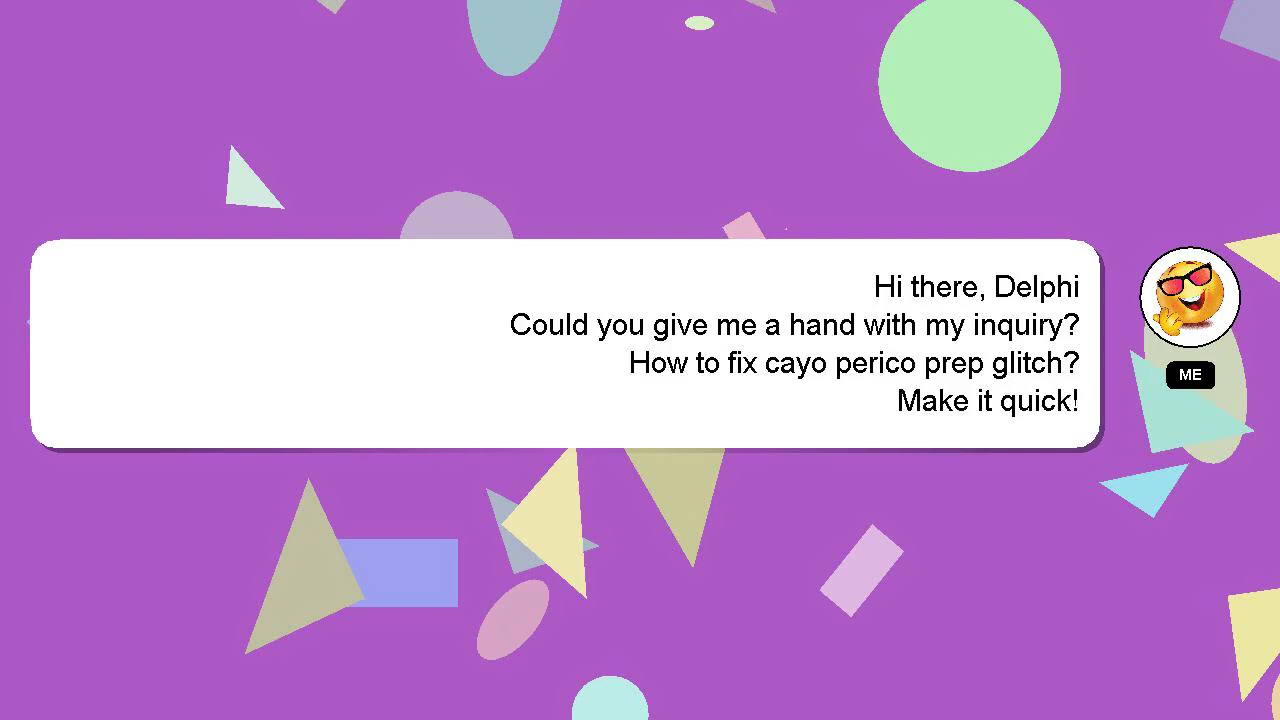 Hi there, Delphi
Could you give me a hand with my inquiry?
How to fix cayo perico prep glitch?
Make it quick!
ME